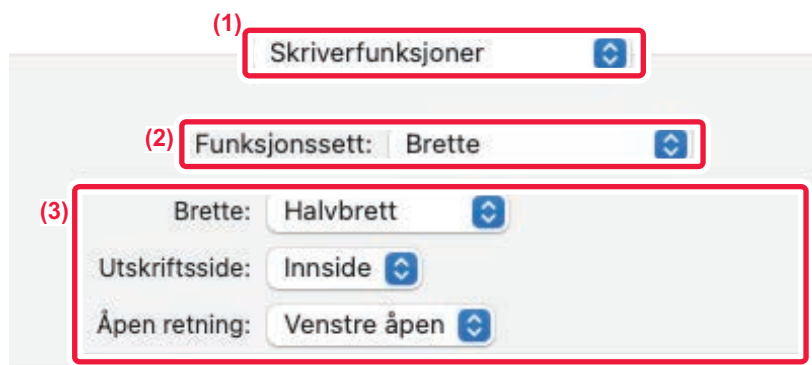 (1)
Skriverfunksjoner
(2) Funksjonssett: Brette
(3) Brette: Halvbrett
Utskriftsside: Innside
Åpen retning: Venstre åpen